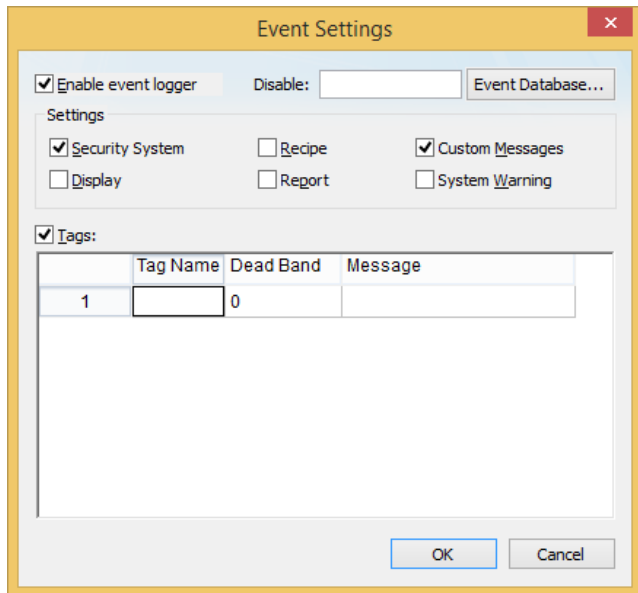 Event Settings
Enable event logger Disable: Event Database...
Settings
Security System Recipe Custom Messages
Display Report System Warning
Tags:
Tag Name Dead Band Message
1 0
OK Cancel